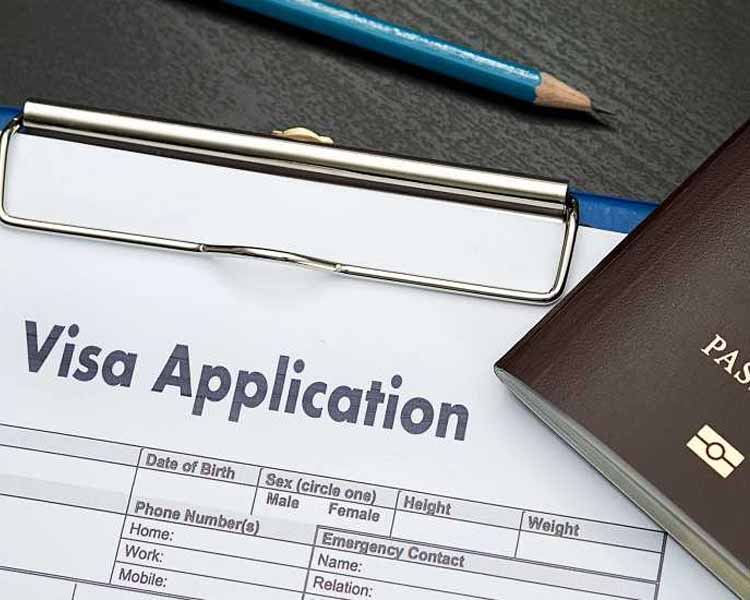 Visa Application
Date of Birth
Sex (circle one)
Male Female
Height
Weight
Phone Number(s)
Home:
Work:
Mobile:
Emergency Contact
Name:
Relation:
PAS